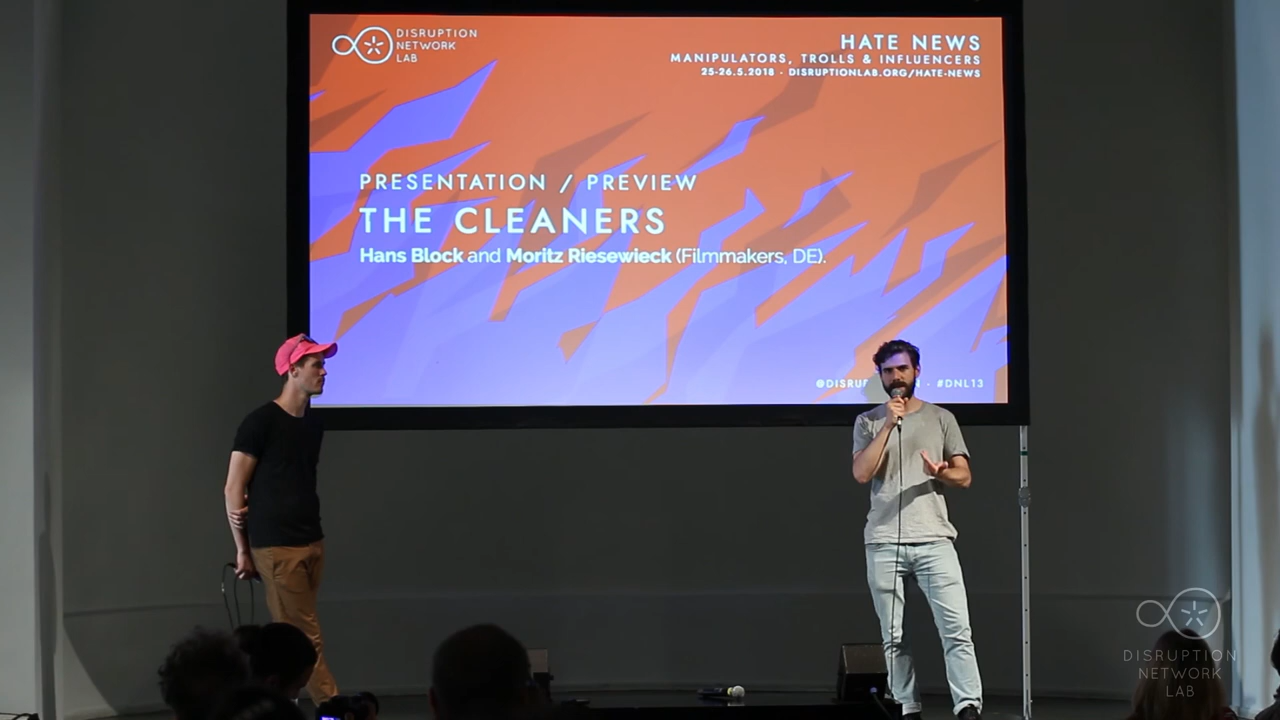 DISRUPTION
NETWORK
LAB
HATE NEWS
MANIPULATORS, TROLLS & INFLUENCERS
25-26.5.2018 - DISRUPTIONLAB.ORG/HATE-NEWS
PRESENTATION / PREVIEW
THE CLEANERS
Hans Block and Moritz Riesewieck (Filmmakers, DE).
#DNL13
DISRUPTION
NETWORK
LAB